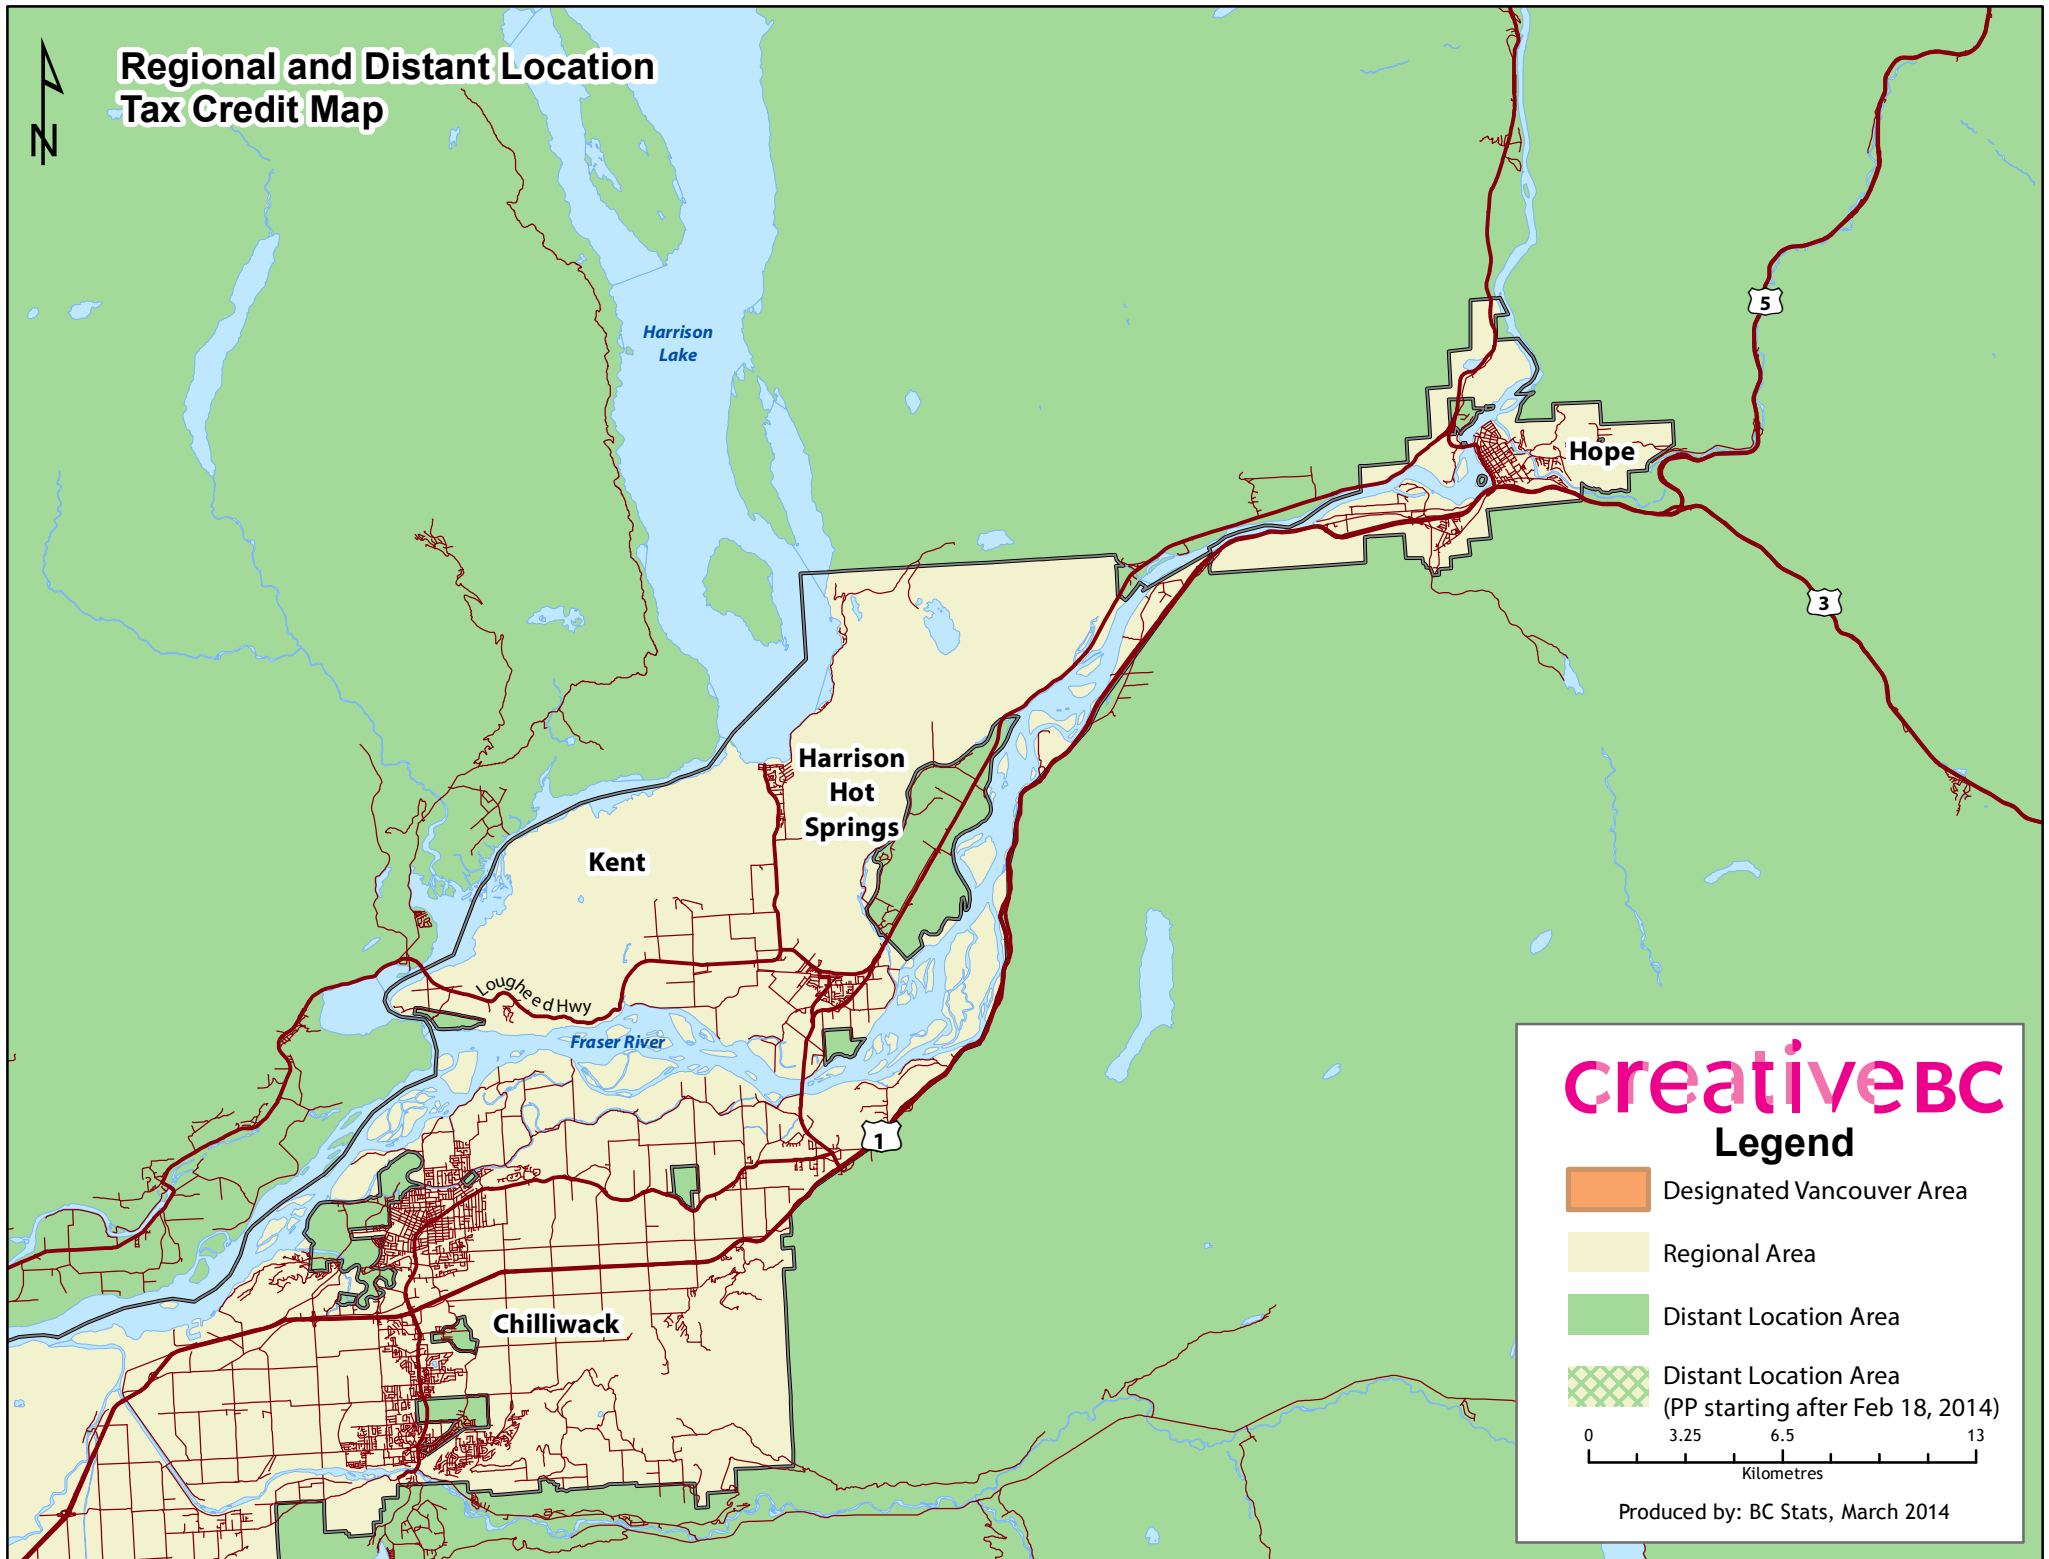 Regional and Distant Location
Tax Credit Map
N
Harrison
Lake
5
Hope
3
Harrison
Hot
Springs
Kent
Lougheed Hwy
Fraser River
1
Chilliwack
creativeBC
Legend
Designated Vancouver Area
Regional Area
Distant Location Area
Distant Location Area
(PP starting after Feb 18, 2014)
0 3.25 6.5 13
Kilometres
Produced by: BC Stats, March 2014